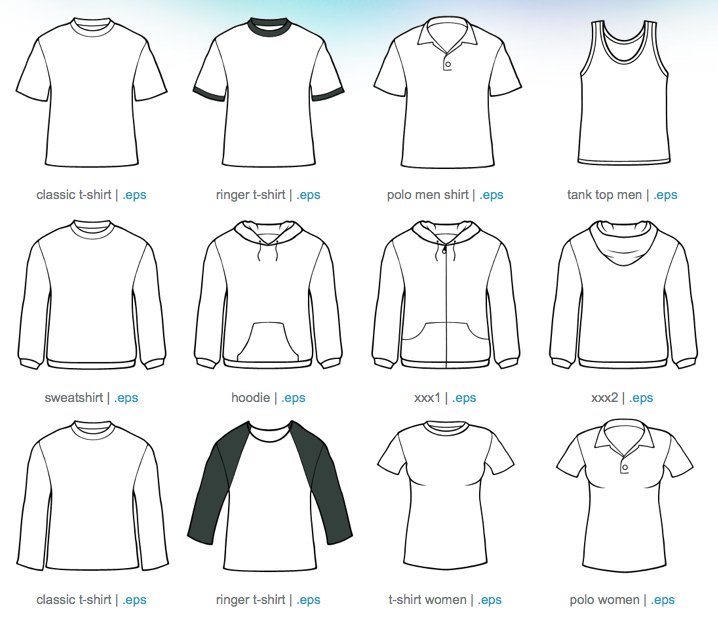 classic t-shirt | .eps
ringer t-shirt | .eps
polo men shirt | .eps
tank top men | .eps
sweatshirt | .eps
hoodie | .eps
xxx1 | .eps
xxx2 | .eps
classic t-shirt | .eps
ringer t-shirt | .eps
t-shirt women | .eps
polo women | .eps